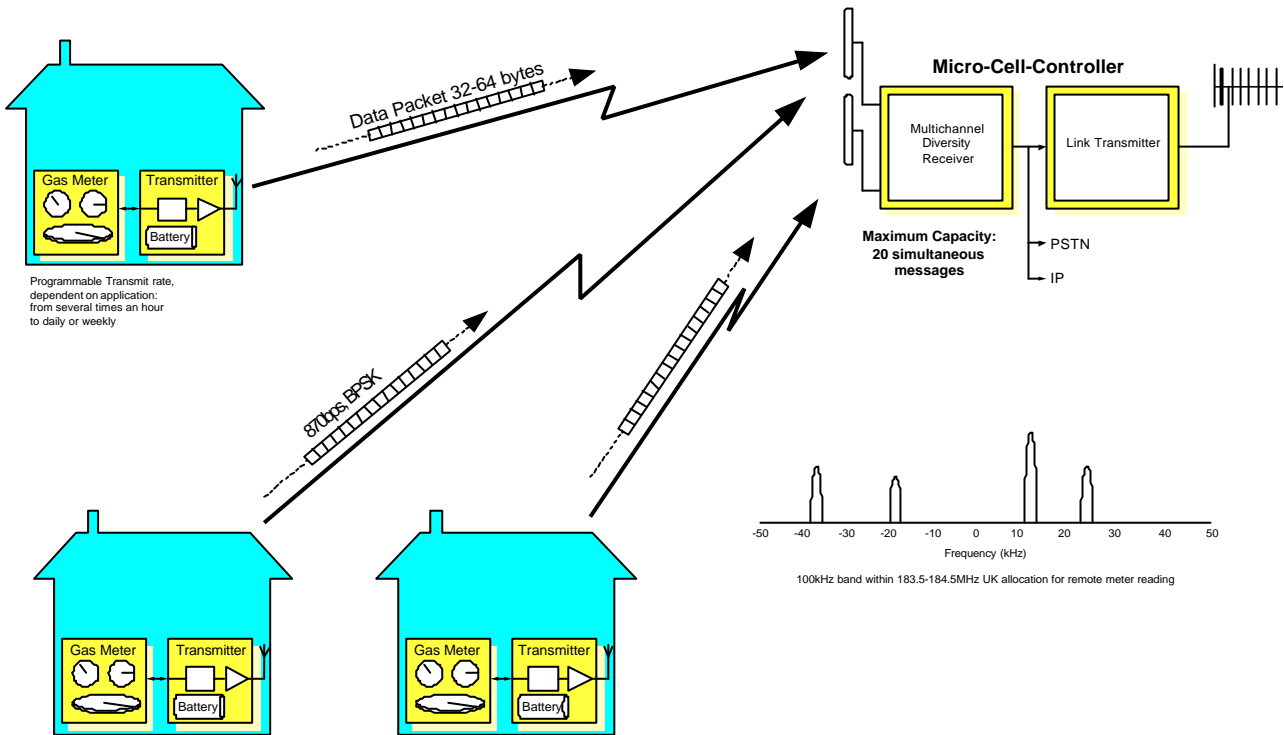 Data Packet 32-64 bytes
Micro-Cell-Controller
Multichannel
Diversity
Receiver
Link Transmitter
Maximum Capacity:
20 simultaneous
messages
PSTN
IP
Gas Meter
Transmitter
Battery
Programmable Transmit rate,
dependent on application:
from several times an hour
to daily or weekly
870bps, BPSK
-50 -40 -30 -20 -10 0 10 20 30 40 50
Frequency (kHz)
100kHz band within 183.5-184.5MHz UK allocation for remote meter reading
Gas Meter
Transmitter
Battery
Gas Meter
Transmitter
Battery